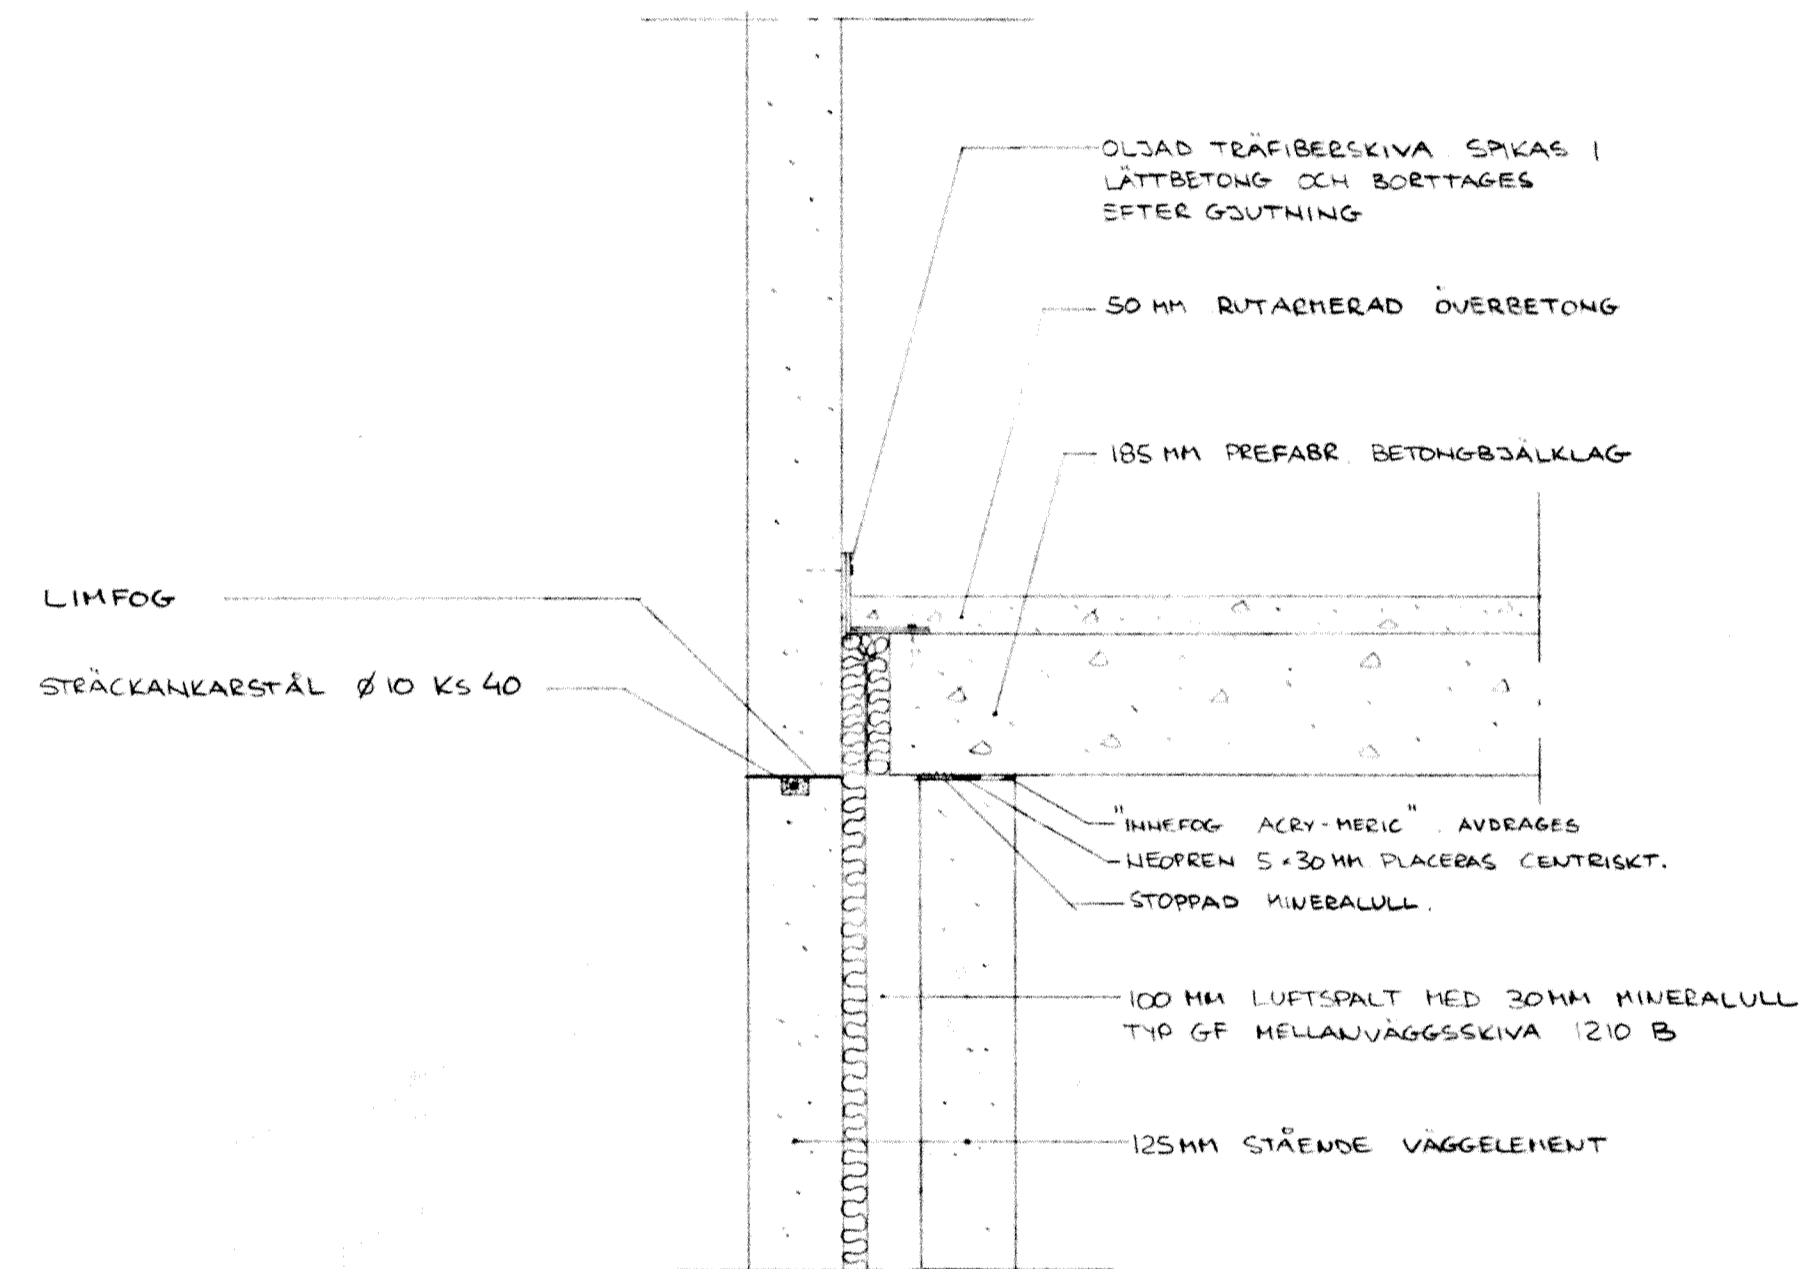 OLJAD TRÄFIBERSKIVA SPIKAS I
LÄTTBETONG OCH BORTTAGES
EFTER GJUTNING
50 MM RUTARMERAD ÖVERBETONG
185 MM PREFABR. BETONGBJÄLKLAG
LIMFOG
STRÄCKANKARSTÅL Ø 10 KS 40
"INNEFOG ACRY-MERIC". AVDRAGES
NEOPREN 5×30 MM PLACERAS CENTRISKT.
STOPPAD MINERALULL.
100 MM LUFTSPALT MED 30 MM MINERALULL
TYP GF MELLANVÄGGSSKIVA 1210 B
125 MM STÅENDE VÄGGELEMENT